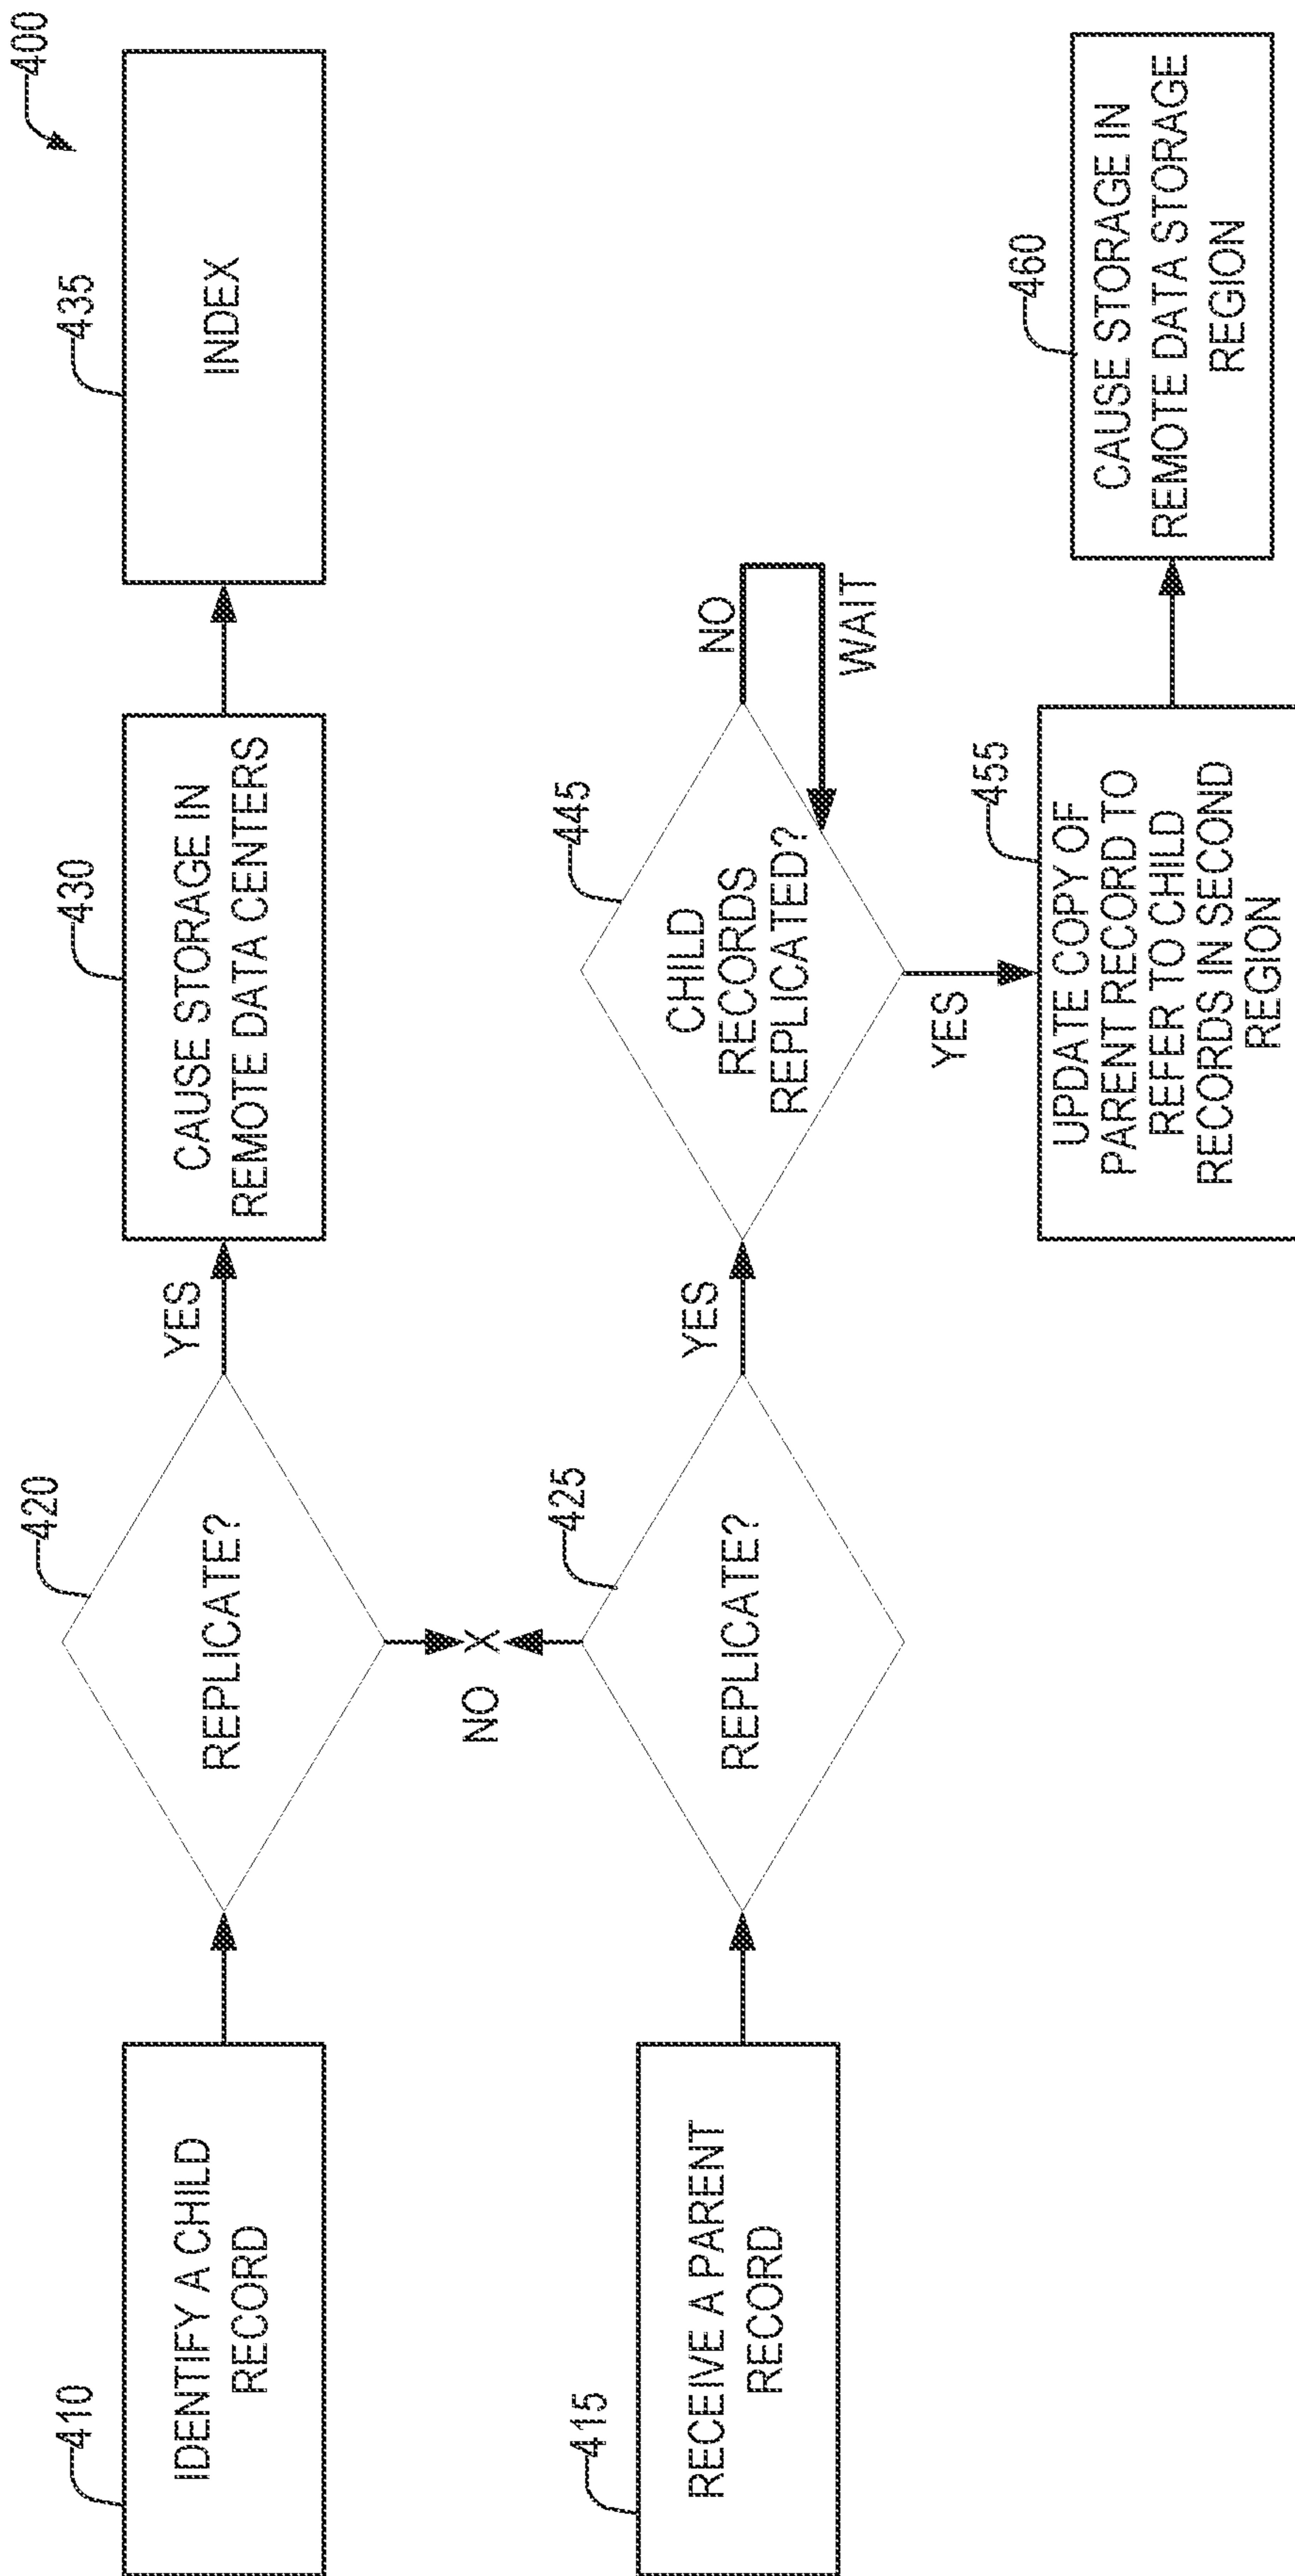 400
410
IDENTIFY A CHILD
RECORD
420
REPLICATE?
YES
430
CAUSE STORAGE IN
REMOTE DATA CENTERS
435
INDEX
NO
X
415
RECEIVE A PARENT
RECORD
425
REPLICATE?
YES
445
CHILD
RECORDS
REPLICATED?
NO
WAIT
YES
455
UPDATE COPY OF
PARENT RECORD TO
REFER TO CHILD
RECORDS IN SECOND
REGION
460
CAUSE STORAGE IN
REMOTE DATA STORAGE
REGION